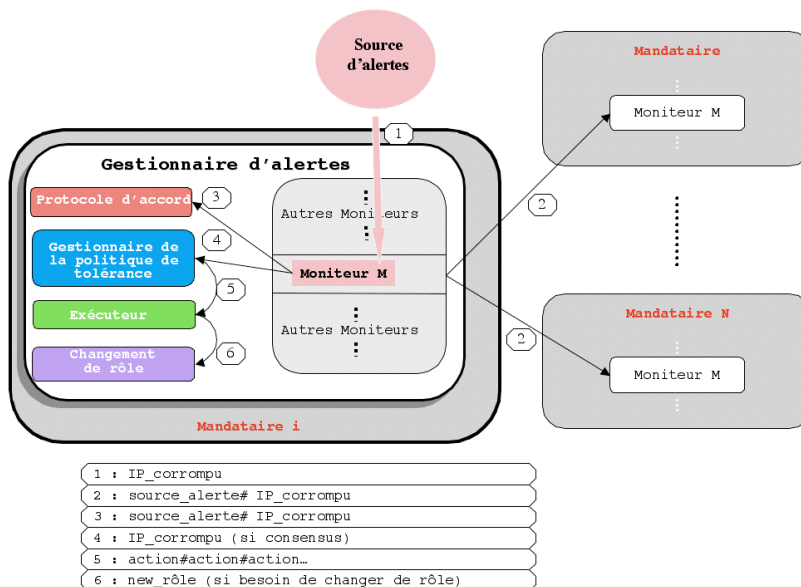 Source
d'alertes
Mandataire
Moniteur M
1
Gestionnaire d'alertes
Protocole d'accord
3
Autres Moniteurs
2
4
Gestionnaire de
la politique de
tolérance
Moniteur M
5
Exécuteur
Mandataire N
Autres Moniteurs
2
6
Changement
de rôle
Moniteur M
Mandataire i
1 : IP_corrompu
2 : source_alerte# IP_corrompu
3 : source_alerte# IP_corrompu
4 : IP_corrompu (si consensus)
5 : action#action#action…
6 : new_rôle (si besoin de changer de rôle)